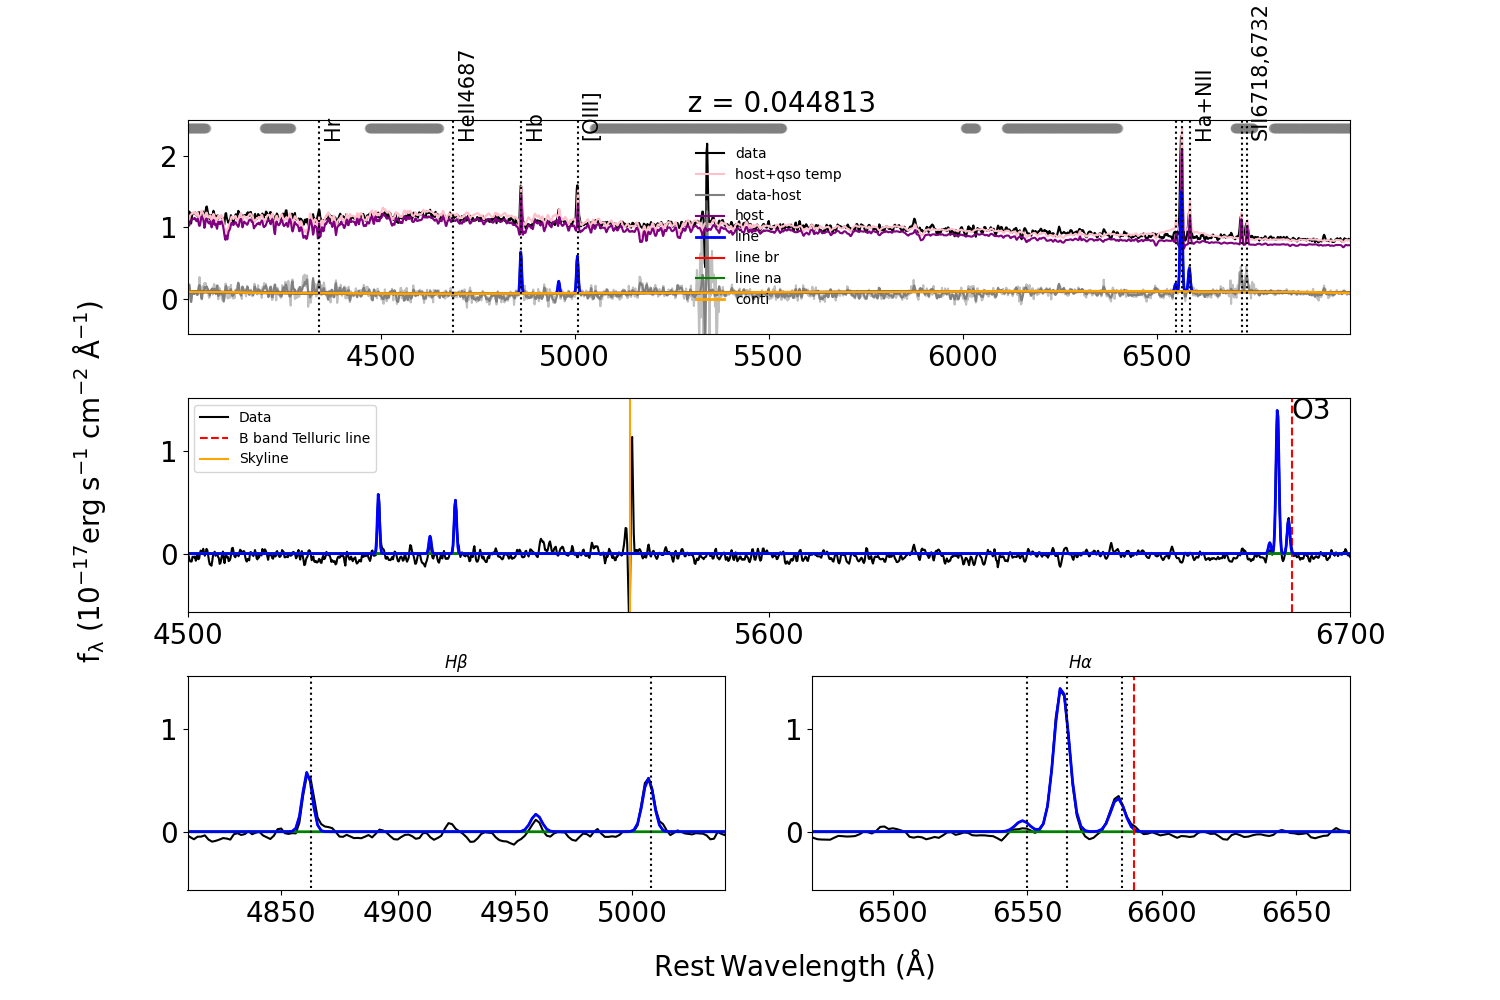 z = 0.044813
Hr
HeII4687
Hb
[OIII]
Ha+NII
SII6718,6732
data
host+qso temp
data-host
host
line
line br
line na
conti
2
1
0
4500 5000 5500 6000 6500
fλ (10⁻¹⁷erg s⁻¹ cm⁻² Å⁻¹)
Data
B band Telluric line
Skyline
O3
1
0
4500 5600 6700
Hβ
1
0
4850 4900 4950 5000
Hα
1
0
6500 6550 6600 6650
Rest Wavelength (Å)